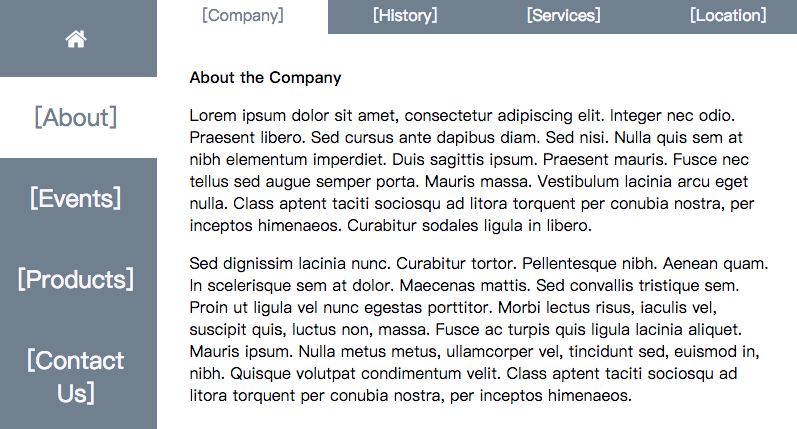 [Company]
[History]
[Services]
[Location]
[About]
[Events]
[Products]
[Contact
Us]
About the Company
Lorem ipsum dolor sit amet, consectetur adipiscing elit. Integer nec odio.
Praesent libero. Sed cursus ante dapibus diam. Sed nisi. Nulla quis sem at
nibh elementum imperdiet. Duis sagittis ipsum. Praesent mauris. Fusce nec
tellus sed augue semper porta. Mauris massa. Vestibulum lacinia arcu eget
nulla. Class aptent taciti sociosqu ad litora torquent per conubia nostra, per
inceptos himenaeos. Curabitur sodales ligula in libero.
Sed dignissim lacinia nunc. Curabitur tortor. Pellentesque nibh. Aenean quam.
In scelerisque sem at dolor. Maecenas mattis. Sed convallis tristique sem.
Proin ut ligula vel nunc egestas porttitor. Morbi lectus risus, iaculis vel,
suscipit quis, luctus non, massa. Fusce ac turpis quis ligula lacinia aliquet.
Mauris ipsum. Nulla metus metus, ullamcorper vel, tincidunt sed, euismod in,
nibh. Quisque volutpat condimentum velit. Class aptent taciti sociosqu ad
litora torquent per conubia nostra, per inceptos himenaeos.